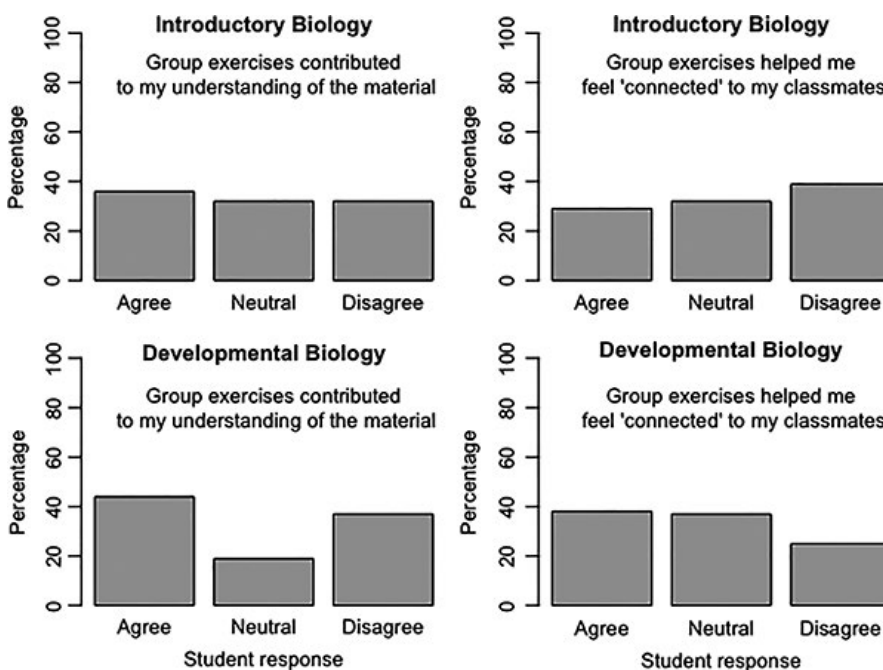 Introductory Biology
Group exercises contributed
to my understanding of the material
Percentage
100
80
60
40
20
0
Agree Neutral Disagree
Introductory Biology
Group exercises helped me
feel 'connected' to my classmates
Percentage
100
80
60
40
20
0
Agree Neutral Disagree
Developmental Biology
Group exercises contributed
to my understanding of the material
Percentage
100
80
60
40
20
0
Agree Neutral Disagree
Student response
Developmental Biology
Group exercises helped me
feel 'connected' to my classmates
Percentage
100
80
60
40
20
0
Agree Neutral Disagree
Student response